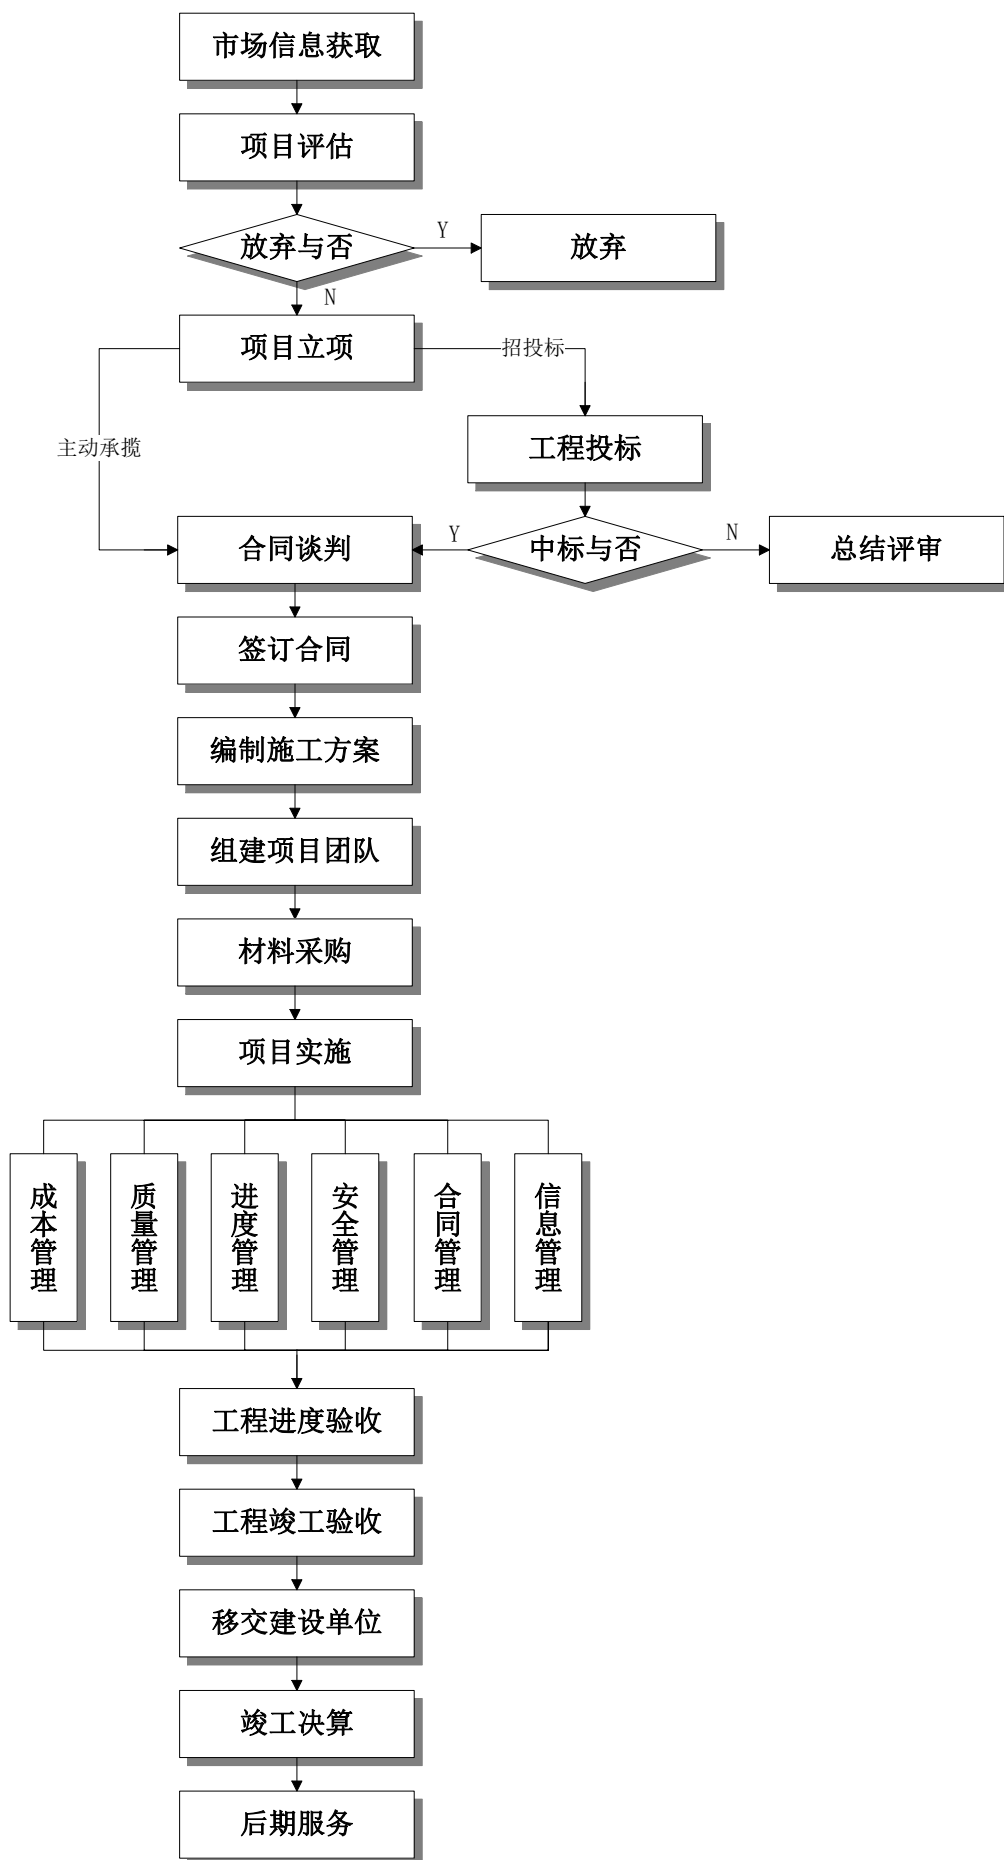 市场信息获取
项目评估
放弃与否
Y
放弃
N
项目立项
招投标
主动承揽
工程投标
合同谈判
Y
中标与否
N
总结评审
签订合同
编制施工方案
组建项目团队
材料采购
项目实施
成本管理
质量管理
进度管理
安全管理
合同管理
信息管理
工程进度验收
工程竣工验收
移交建设单位
竣工决算
后期服务